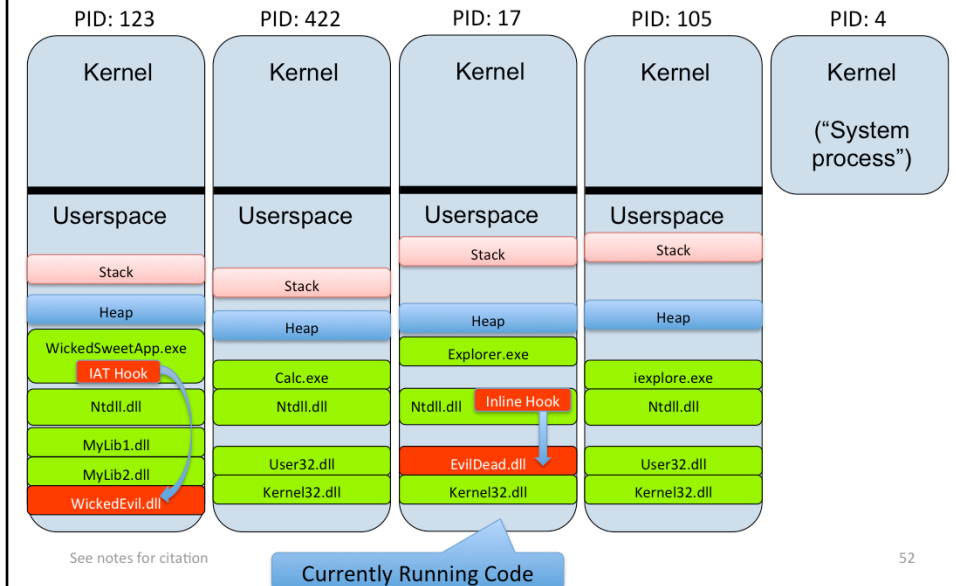 PID: 123
PID: 422
PID: 17
PID: 105
PID: 4
Kernel
Kernel
Kernel
Kernel
Kernel
("System
process")
Userspace
Userspace
Userspace
Userspace
Stack
Heap
WickedSweetApp.exe
IAT Hook
Ntdll.dll
MyLib1.dll
MyLib2.dll
WickedEvil.dll
Stack
Heap
Calc.exe
Ntdll.dll
User32.dll
Kernel32.dll
Stack
Heap
Explorer.exe
Ntdll.dll
Inline Hook
EvilDead.dll
Kernel32.dll
Stack
Heap
iexplore.exe
Ntdll.dll
User32.dll
Kernel32.dll
See notes for citation
Currently Running Code
52